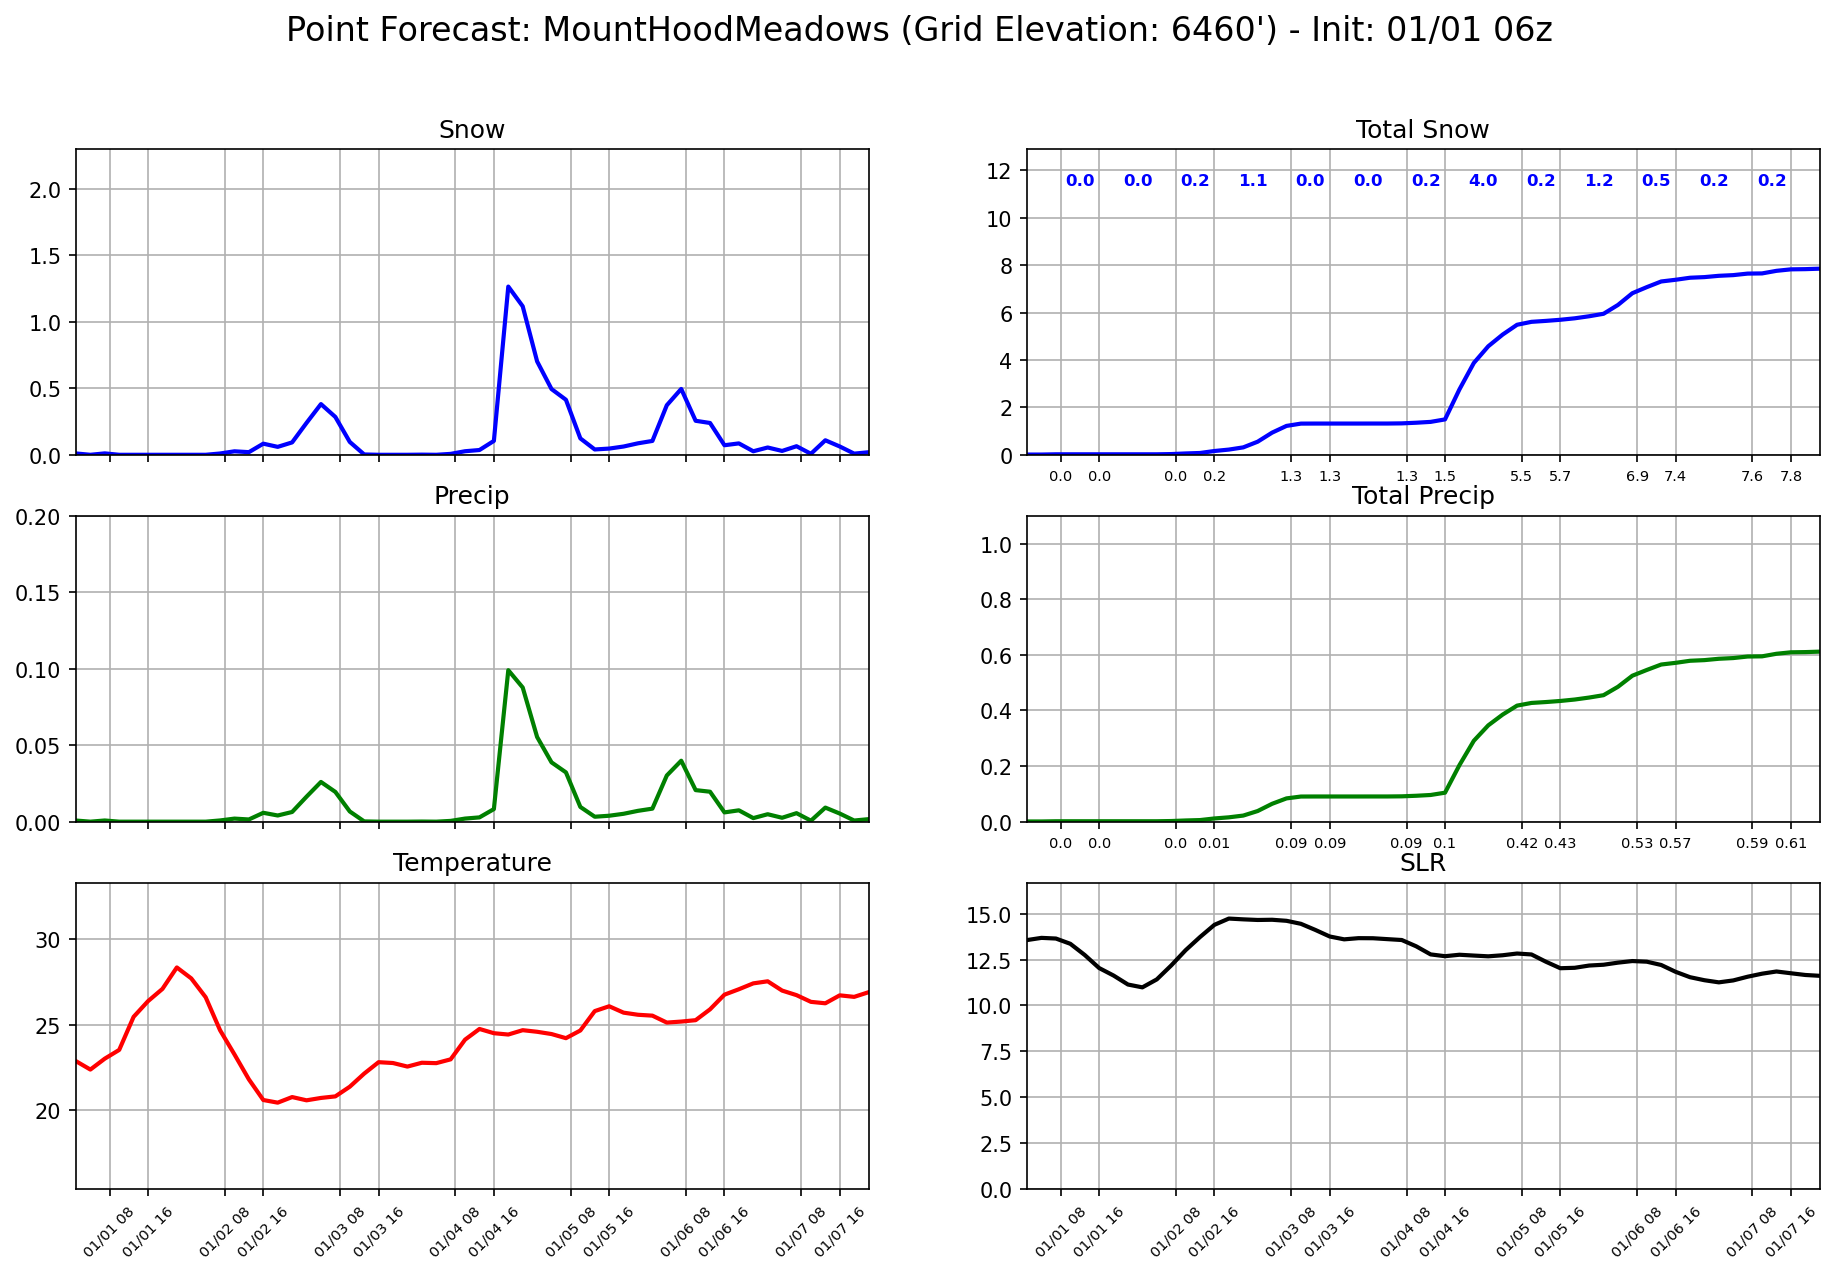 Point Forecast: MountHoodMeadows (Grid Elevation: 6460') - Init: 01/01 06z
Snow
2.0
1.5
1.0
0.5
0.0
Total Snow
12
10
8
6
4
2
0
0.0 0.0 0.2 1.1 0.0 0.0 0.2 4.0 0.2 1.2 0.5 0.2 0.2
0.0 0.0 0.0 0.2 1.3 1.3 1.3 1.5 5.5 5.7 6.9 7.4 7.6 7.8
Precip
0.20
0.15
0.10
0.05
0.00
Total Precip
1.0
0.8
0.6
0.4
0.2
0.0
0.0 0.0 0.0 0.01 0.09 0.09 0.09 0.1 0.42 0.43 0.53 0.57 0.59 0.61
Temperature
30
25
20
01/01 08 01/01 16 01/02 08 01/02 16 01/03 08 01/03 16 01/04 08 01/04 16 01/05 08 01/05 16 01/06 08 01/06 16 01/07 08 01/07 16
SLR
15.0
12.5
10.0
7.5
5.0
2.5
0.0
01/01 08 01/01 16 01/02 08 01/02 16 01/03 08 01/03 16 01/04 08 01/04 16 01/05 08 01/05 16 01/06 08 01/06 16 01/07 08 01/07 16